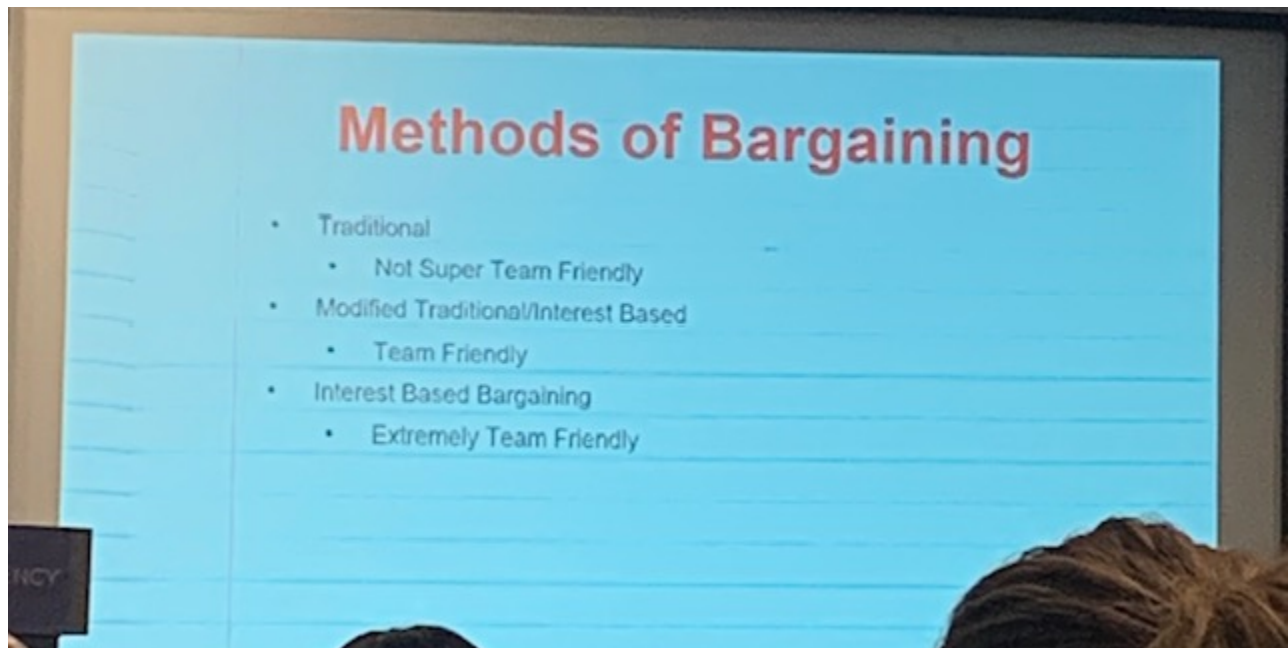 Methods of Bargaining
• Traditional
• Not Super Team Friendly
• Modified Traditional/Interest Based
• Team Friendly
• Interest Based Bargaining
• Extremely Team Friendly
NCY